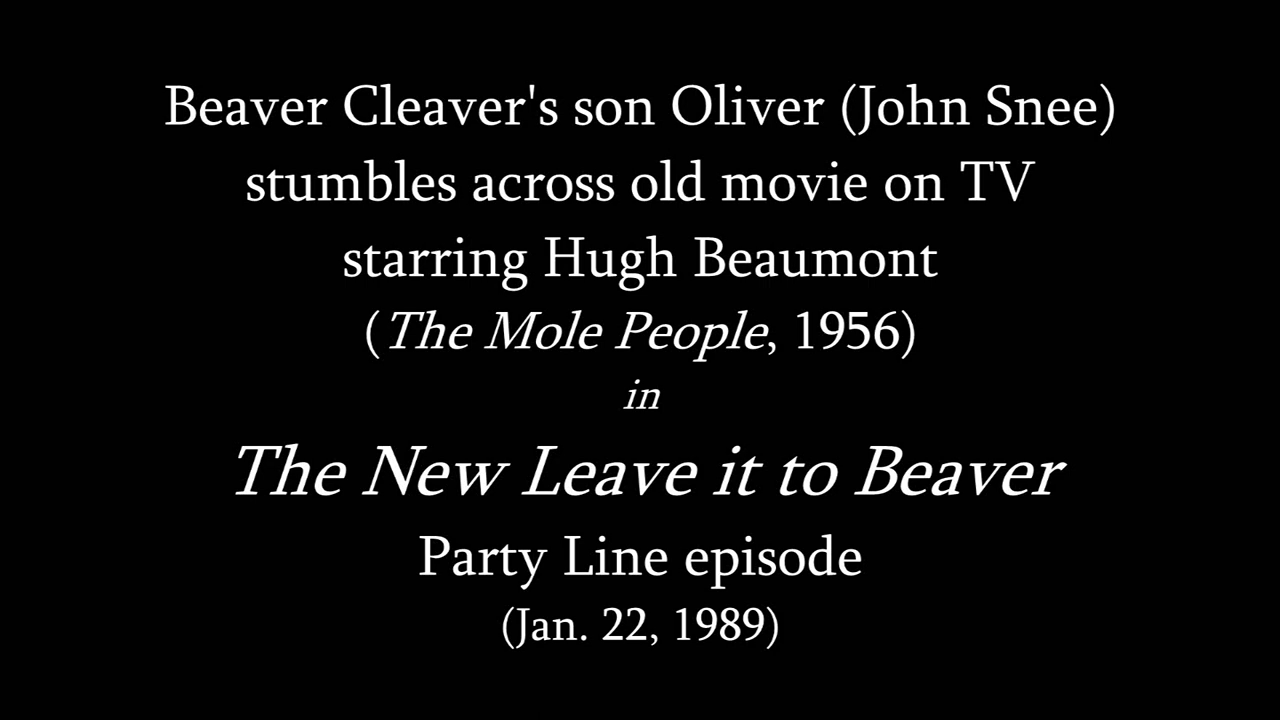 Beaver Cleaver's son Oliver (John Snee)
stumbles across old movie on TV
starring Hugh Beaumont
(The Mole People, 1956)
in
The New Leave it to Beaver
Party Line episode
(Jan. 22, 1989)